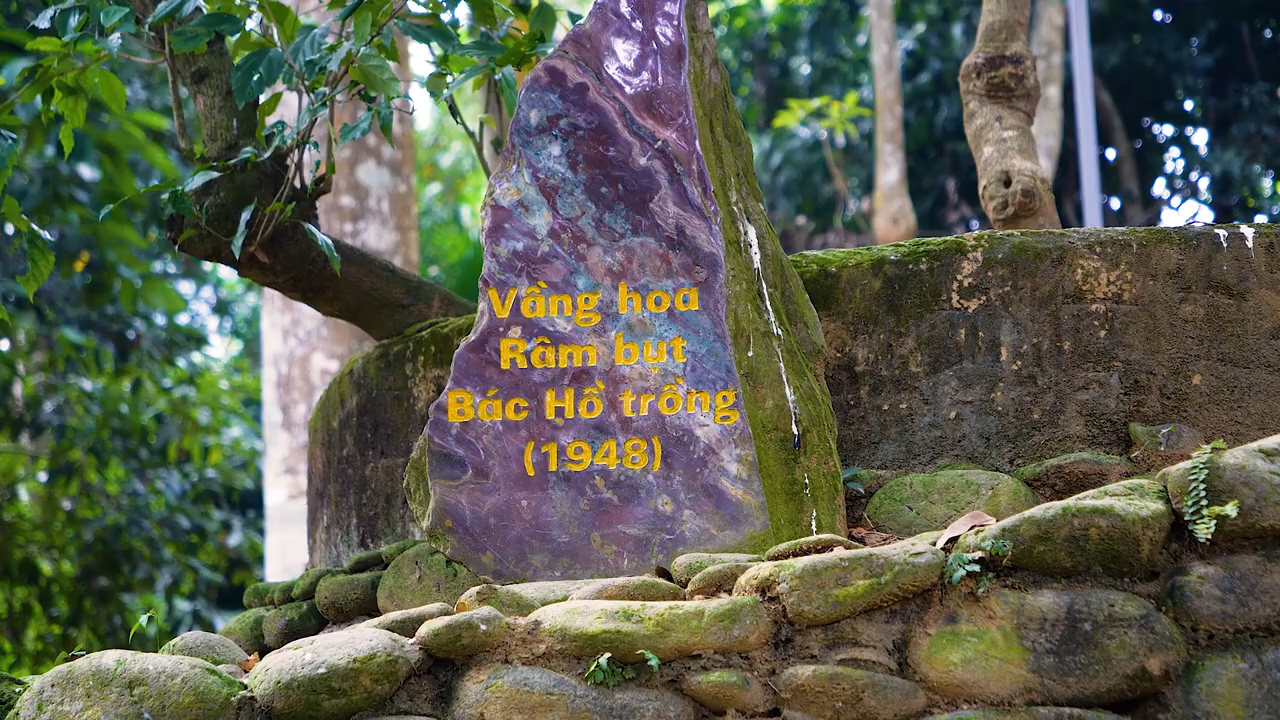 Vầng hoa
Râm bụt
Bác Hồ trồng
(1948)